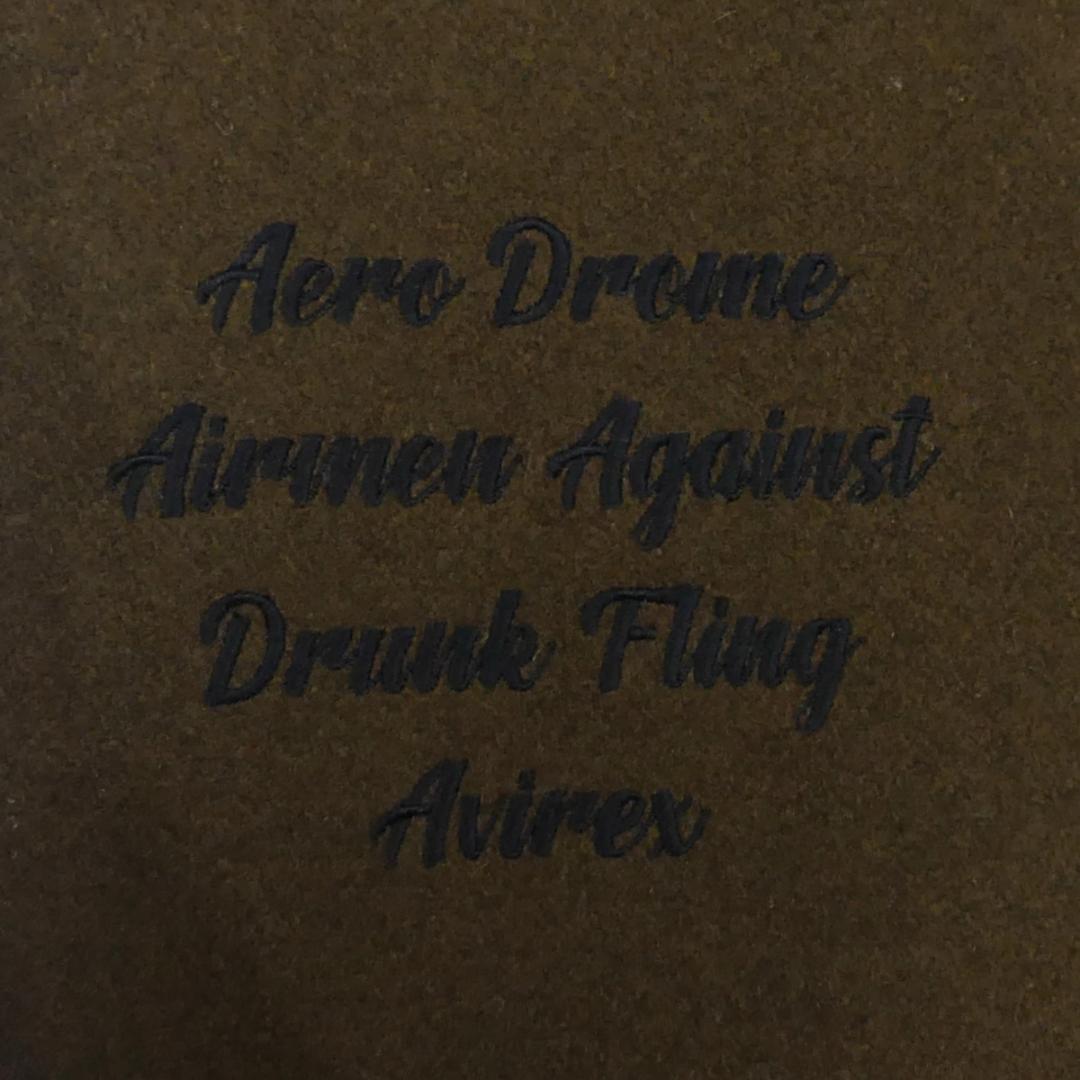 Aero Drome
Airmen Against
Drunk Fling
Avirex